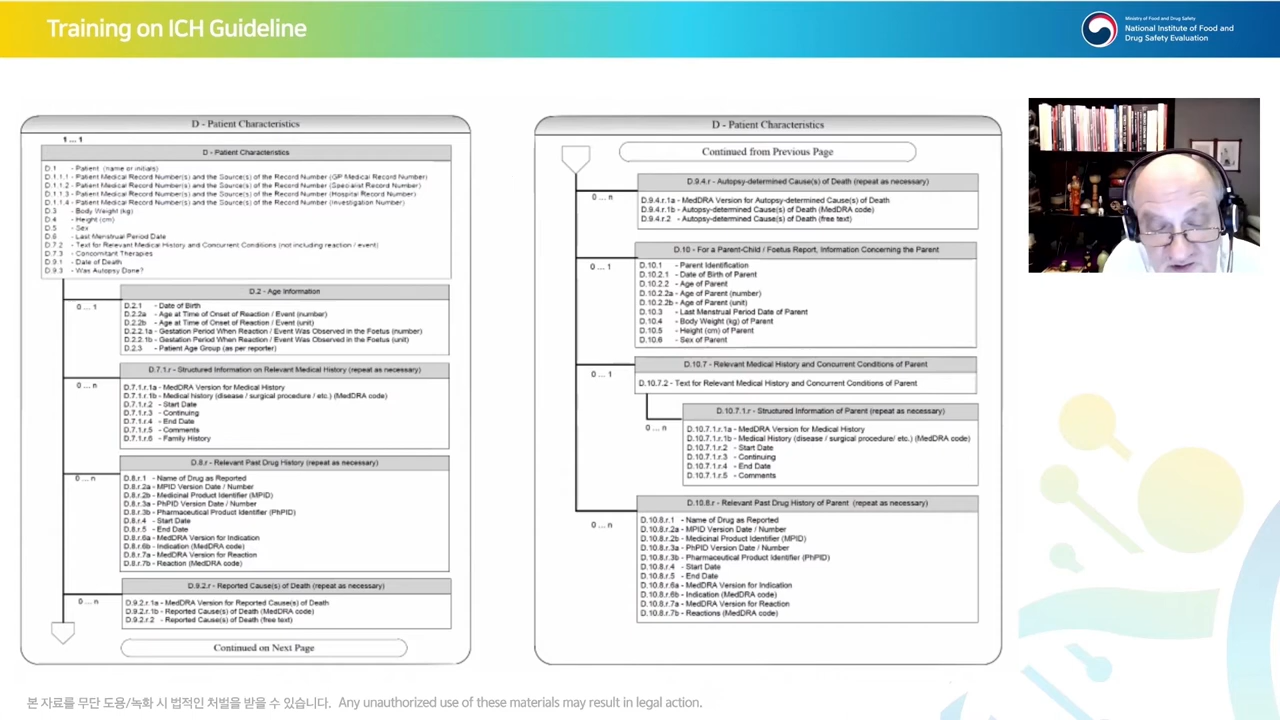 Training on ICH Guideline
Ministry of Food and Drug Safety
National Institute of Food and
Drug Safety Evaluation
D - Patient Characteristics
1 ... 1
D - Patient Characteristics
D.1 - Patient (name or initials)
D.1.1.1 - Patient Medical Record Number(s) and the Source(s) of the Record Number (GP Medical Record Number)
D.1.1.2 - Patient Medical Record Number(s) and the Source(s) of the Record Number (Specialist Record Number)
D.1.1.3 - Patient Medical Record Number(s) and the Source(s) of the Record Number (Hospital Record Number)
D.1.1.4 - Patient Medical Record Number(s) and the Source(s) of the Record Number (Investigation Number)
D.3 - Body Weight (kg)
D.4 - Height (cm)
D.5 - Sex
D.6 - Last Menstrual Period Date
D.7.2 - Text for Relevant Medical History and Concurrent Conditions (not including reaction / event)
D.7.3 - Concomitant Therapies
D.9.1 - Date of Death
D.9.3 - Was Autopsy Done?
0 ... 1
D.2 - Age Information
D.2.1 - Date of Birth
D.2.2a - Age at Time of Onset of Reaction / Event (number)
D.2.2b - Age at Time of Onset of Reaction / Event (unit)
D.2.2.1a - Gestation Period When Reaction / Event Was Observed in the Foetus (number)
D.2.2.1b - Gestation Period When Reaction / Event Was Observed in the Foetus (unit)
D.2.3 - Patient Age Group (as per reporter)
0 ... n
D.7.1.r - Structured Information on Relevant Medical History (repeat as necessary)
D.7.1.r.1a - MedDRA Version for Medical History
D.7.1.r.1b - Medical history (disease / surgical procedure / etc.) (MedDRA code)
D.7.1.r.2 - Start Date
D.7.1.r.3 - Continuing
D.7.1.r.4 - End Date
D.7.1.r.5 - Comments
D.7.1.r.6 - Family History
0 ... n
D.8.r - Relevant Past Drug History (repeat as necessary)
D.8.r.1 - Name of Drug as Reported
D.8.r.2a - MPID Version Date / Number
D.8.r.2b - Medicinal Product Identifier (MPID)
D.8.r.3a - PhPID Version Date / Number
D.8.r.3b - Pharmaceutical Product Identifier (PhPID)
D.8.r.4 - Start Date
D.8.r.5 - End Date
D.8.r.6a - MedDRA Version for Indication
D.8.r.6b - Indication (MedDRA code)
D.8.r.7a - MedDRA Version for Reaction
D.8.r.7b - Reaction (MedDRA code)
0 ... n
D.9.2.r - Reported Cause(s) of Death (repeat as necessary)
D.9.2.r.1a - MedDRA Version for Reported Cause(s) of Death
D.9.2.r.1b - Reported Cause(s) of Death (MedDRA code)
D.9.2.r.2 - Reported Cause(s) of Death (free text)
Continued on Next Page
D - Patient Characteristics
Continued from Previous Page
0 ... n
D.9.4.r - Autopsy-determined Cause(s) of Death (repeat as necessary)
D.9.4.r.1a - MedDRA Version for Autopsy-determined Cause(s) of Death
D.9.4.r.1b - Autopsy-determined Cause(s) of Death (MedDRA code)
D.9.4.r.2 - Autopsy-determined Cause(s) of Death (free text)
0 ... 1
D.10 - For a Parent-Child / Foetus Report, Information Concerning the Parent
D.10.1 - Parent Identification
D.10.2.1 - Date of Birth of Parent
D.10.2.2 - Age of Parent
D.10.2.2a - Age of Parent (number)
D.10.2.2b - Age of Parent (unit)
D.10.3 - Last Menstrual Period Date of Parent
D.10.4 - Body Weight (kg) of Parent
D.10.5 - Height (cm) of Parent
D.10.6 - Sex of Parent
0 ... 1
D.10.7 - Relevant Medical History and Concurrent Conditions of Parent
D.10.7.2 - Text for Relevant Medical History and Concurrent Conditions of Parent
0 ... n
D.10.7.1.r - Structured Information of Parent (repeat as necessary)
D.10.7.1.r.1a - MedDRA Version for Medical History
D.10.7.1.r.1b - Medical History (disease / surgical procedure/ etc.) (MedDRA code)
D.10.7.1.r.2 - Start Date
D.10.7.1.r.3 - Continuing
D.10.7.1.r.4 - End Date
D.10.7.1.r.5 - Comments
0 ... n
D.10.8.r - Relevant Past Drug History of Parent (repeat as necessary)
D.10.8.r.1 - Name of Drug as Reported
D.10.8.r.2a - MPID Version Date / Number
D.10.8.r.2b - Medicinal Product Identifier (MPID)
D.10.8.r.3a - PhPID Version Date / Number
D.10.8.r.3b - Pharmaceutical Product Identifier (PhPID)
D.10.8.r.4 - Start Date
D.10.8.r.5 - End Date
D.10.8.r.6a - MedDRA Version for Indication
D.10.8.r.6b - Indication (MedDRA code)
D.10.8.r.7a - MedDRA Version for Reaction
D.10.8.r.7b - Reactions (MedDRA code)
본 자료를 무단 도용/녹화 시 법적인 처벌을 받을 수 있습니다. Any unauthorized use of these materials may result in legal action.